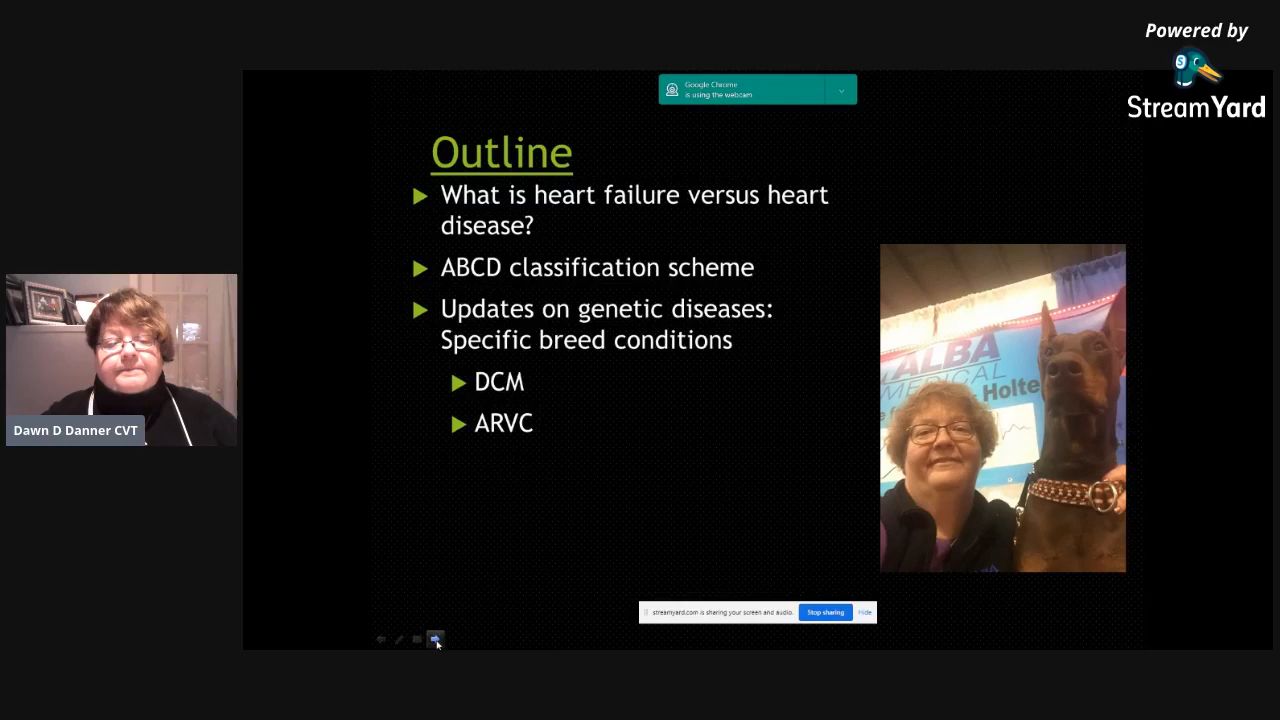 Powered by
StreamYard
Google Chrome
is using the webcam
Outline
What is heart failure versus heart
disease?
ABCD classification scheme
Updates on genetic diseases:
Specific breed conditions
DCM
ARVC
ALBA
MEDICAL
Holte
Dawn D Danner CVT
streamyard.com is sharing your screen and audio.
Stop sharing
Hide